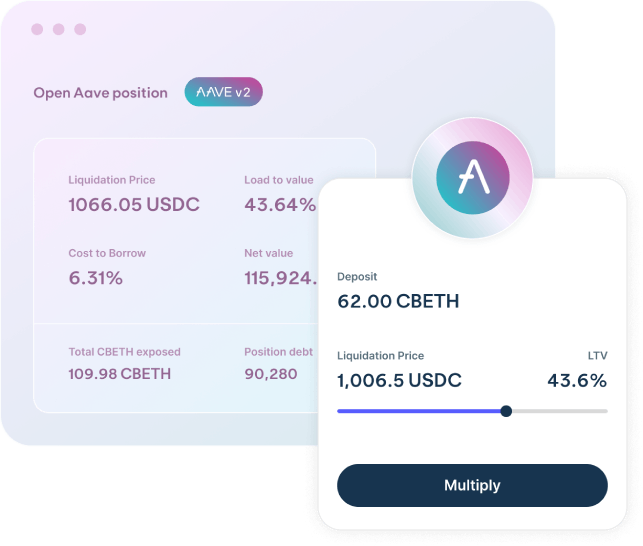 Open Aave position
AAVE v2
Liquidation Price
Load to value
1066.05 USDC
43.64%
Cost to Borrow
Net value
6.31%
115,924.
Total CBETH exposed
Position debt
109.98 CBETH
90,280
Deposit
62.00 CBETH
Liquidation Price
LTV
1,006.5 USDC
43.6%
Multiply